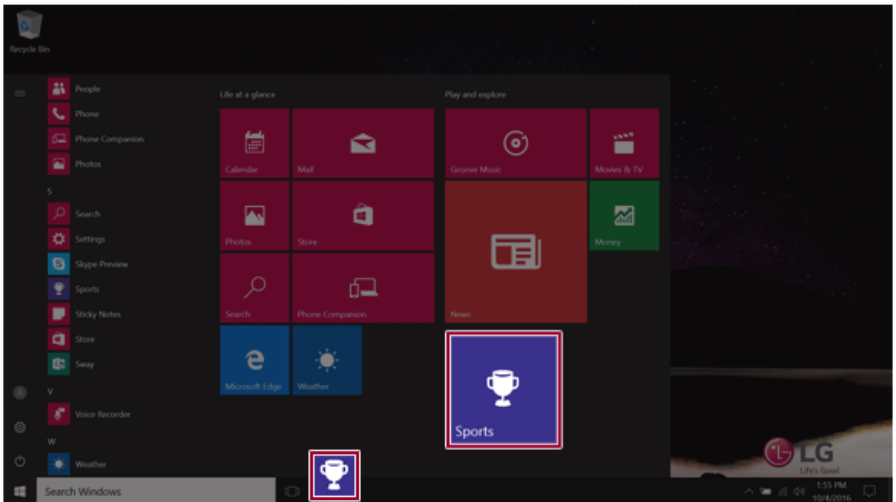 Recycle Bin
People
Phone
Phone Companion
Photos
S
Search
Settings
Skype Preview
Sports
Sticky Notes
Store
Sway
V
Voice Recorder
W
Weather
Life at a glance
Calendar
Mail
Photos
Store
Search
Phone Companion
Microsoft Edge
Weather
Play and explore
Groove Music
Movies & TV
News
Money
Sports
LG
Life's Good
Search Windows
1:55 PM
10/4/2016